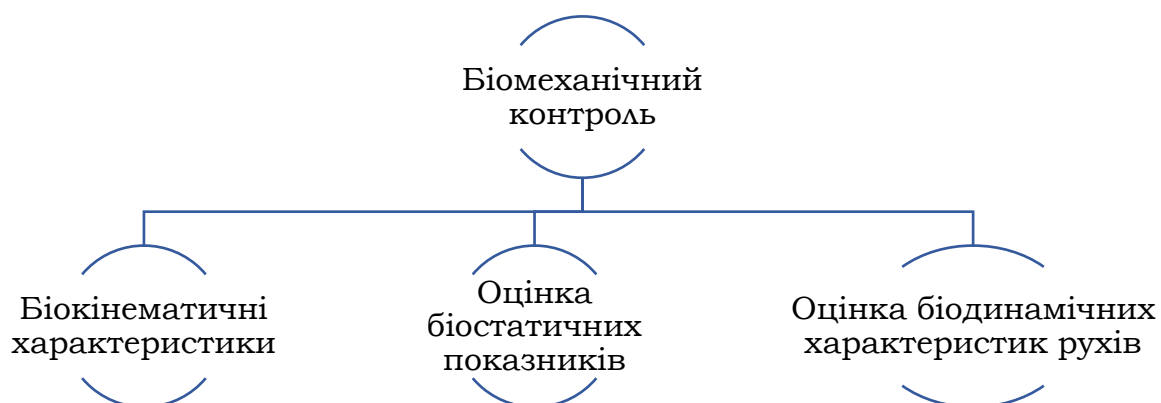 Біомеханічний
контроль
Біокінематичні
характеристики
Оцінка
біостатичних
показників
Оцінка біодинамічних
характеристик рухів